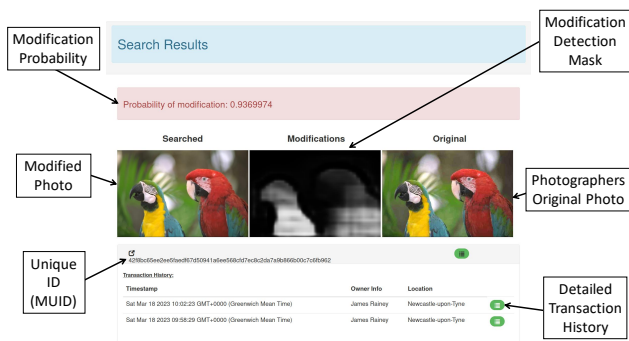 Modification
Probability
Search Results
Modification
Detection
Mask
Probability of modification: 0.9369974
Searched
Modifications
Original
Modified
Photo
Photographers
Original Photo
Unique
ID
(MUID)
42f8bc65ee2ee5faedf67d50941a6ee568cfd7ec8c2da7a9b866b00c7c6fb962
Transaction History:
Timestamp Owner Info Location
Sat Mar 18 2023 10:02:23 GMT+0000 (Greenwich Mean Time) James Rainey Newcastle-upon-Tyne
Sat Mar 18 2023 09:58:29 GMT+0000 (Greenwich Mean Time) James Rainey Newcastle-upon-Tyne
Detailed
Transaction
History